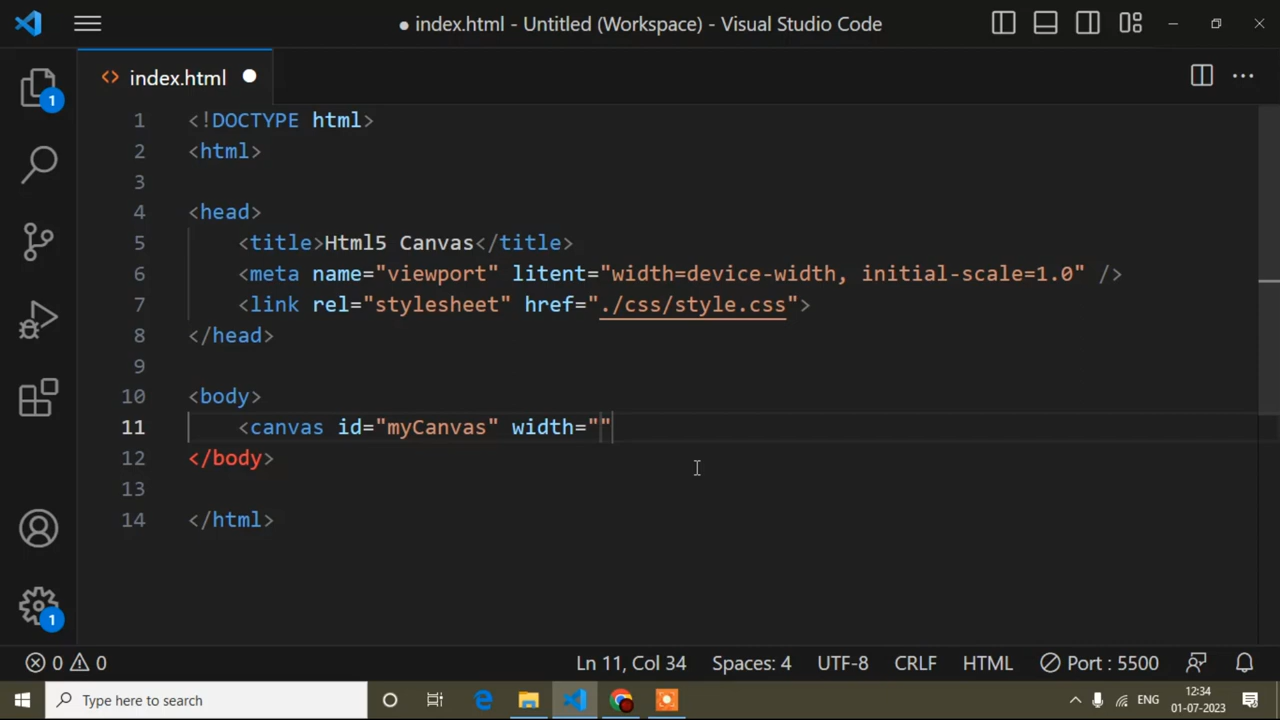 index.html - Untitled (Workspace) - Visual Studio Code
index.html
1 <!DOCTYPE html>
2 <html>
3
4 <head>
5 <title>Html5 Canvas</title>
6 <meta name="viewport" litent="width=device-width, initial-scale=1.0" />
7 <link rel="stylesheet" href="./css/style.css">
8 </head>
9
10 <body>
11 <canvas id="myCanvas" width=""
12 </body>
13
14 </html>
1
1
0 0
Ln 11, Col 34 Spaces: 4 UTF-8 CRLF HTML Port : 5500
Type here to search
ENG
12:34
01-07-2023